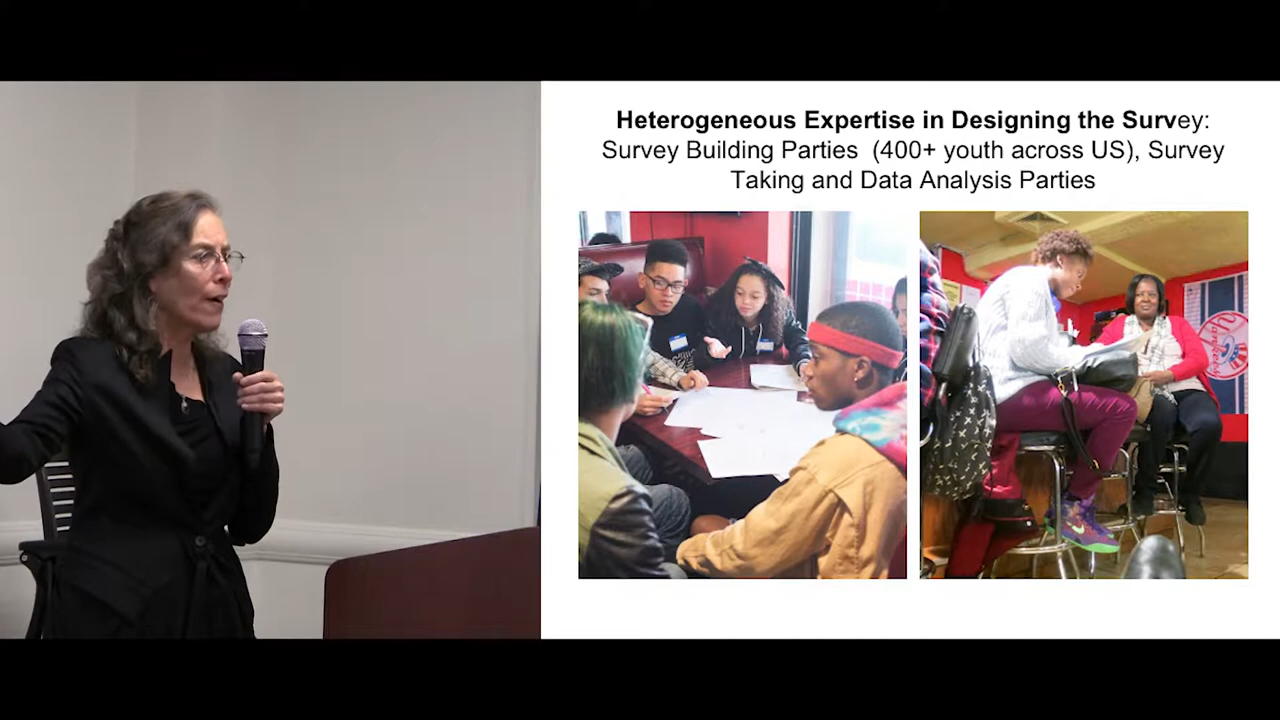 Heterogeneous Expertise in Designing the Survey:
Survey Building Parties (400+ youth across US), Survey
Taking and Data Analysis Parties
Yankees